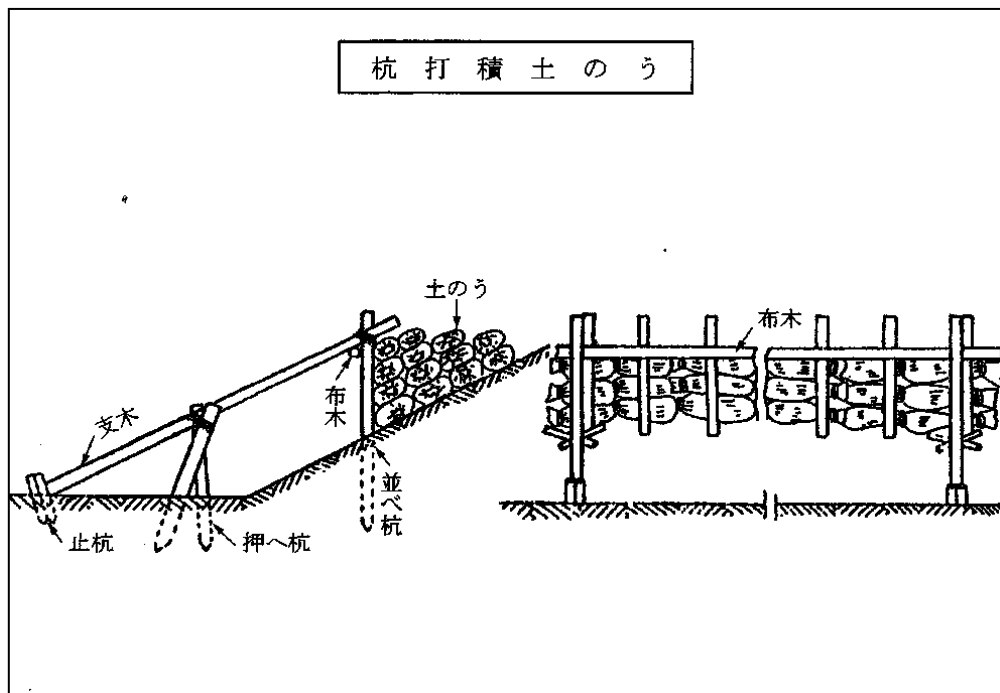 杭打積土のう
土のう
布木
布木
支木
並べ杭
止杭
押へ杭